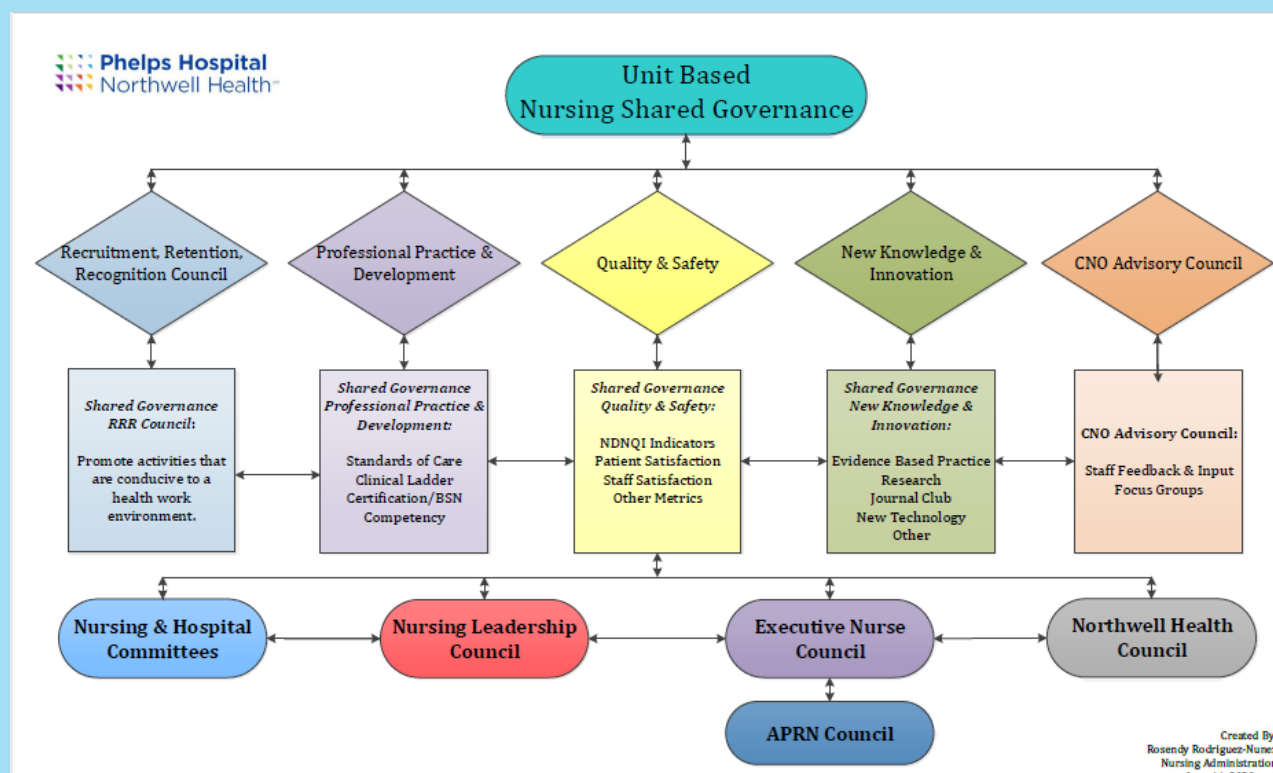 Phelps Hospital
Northwell Health
Unit Based
Nursing Shared Governance
Recruitment, Retention,
Recognition Council
Professional Practice &
Development
Quality & Safety
New Knowledge &
Innovation
CNO Advisory Council
Shared Governance
RRR Council:
Promote activities that
are conducive to a
health work
environment.
Shared Governance
Professional Practice &
Development:
Standards of Care
Clinical Ladder
Certification/BSN
Competency
Shared Governance
Quality & Safety:
NDNQI Indicators
Patient Satisfaction
Staff Satisfaction
Other Metrics
Shared Governance
New Knowledge &
Innovation:
Evidence Based Practice
Research
Journal Club
New Technology
Other
CNO Advisory Council:
Staff Feedback & Input
Focus Groups
Nursing & Hospital
Committees
Nursing Leadership
Council
Executive Nurse
Council
Northwell Health
Council
APRN Council
Created By
Rosendy Rodriguez-Nunez
Nursing Administration